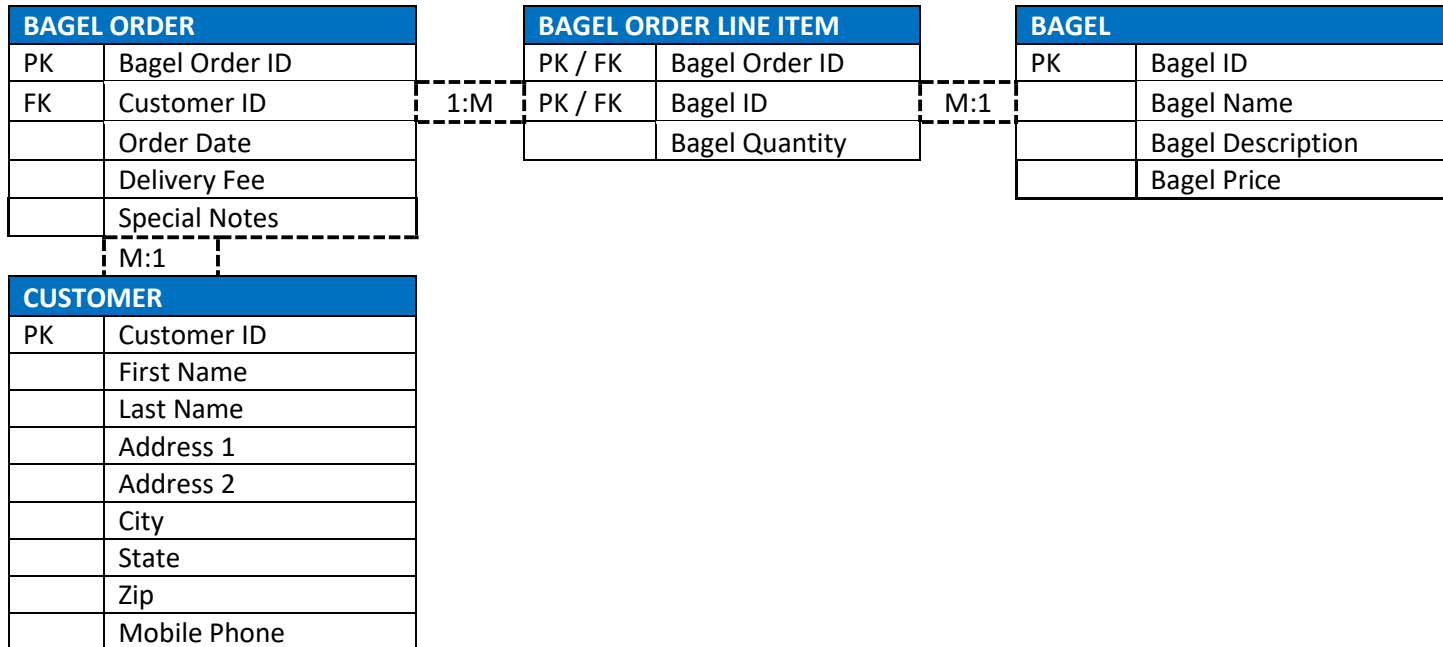 BAGEL ORDER
PK Bagel Order ID
FK Customer ID
Order Date
Delivery Fee
Special Notes
1:M
BAGEL ORDER LINE ITEM
PK / FK Bagel Order ID
PK / FK Bagel ID
Bagel Quantity
M:1
BAGEL
PK Bagel ID
Bagel Name
Bagel Description
Bagel Price
M:1
CUSTOMER
PK Customer ID
First Name
Last Name
Address 1
Address 2
City
State
Zip
Mobile Phone